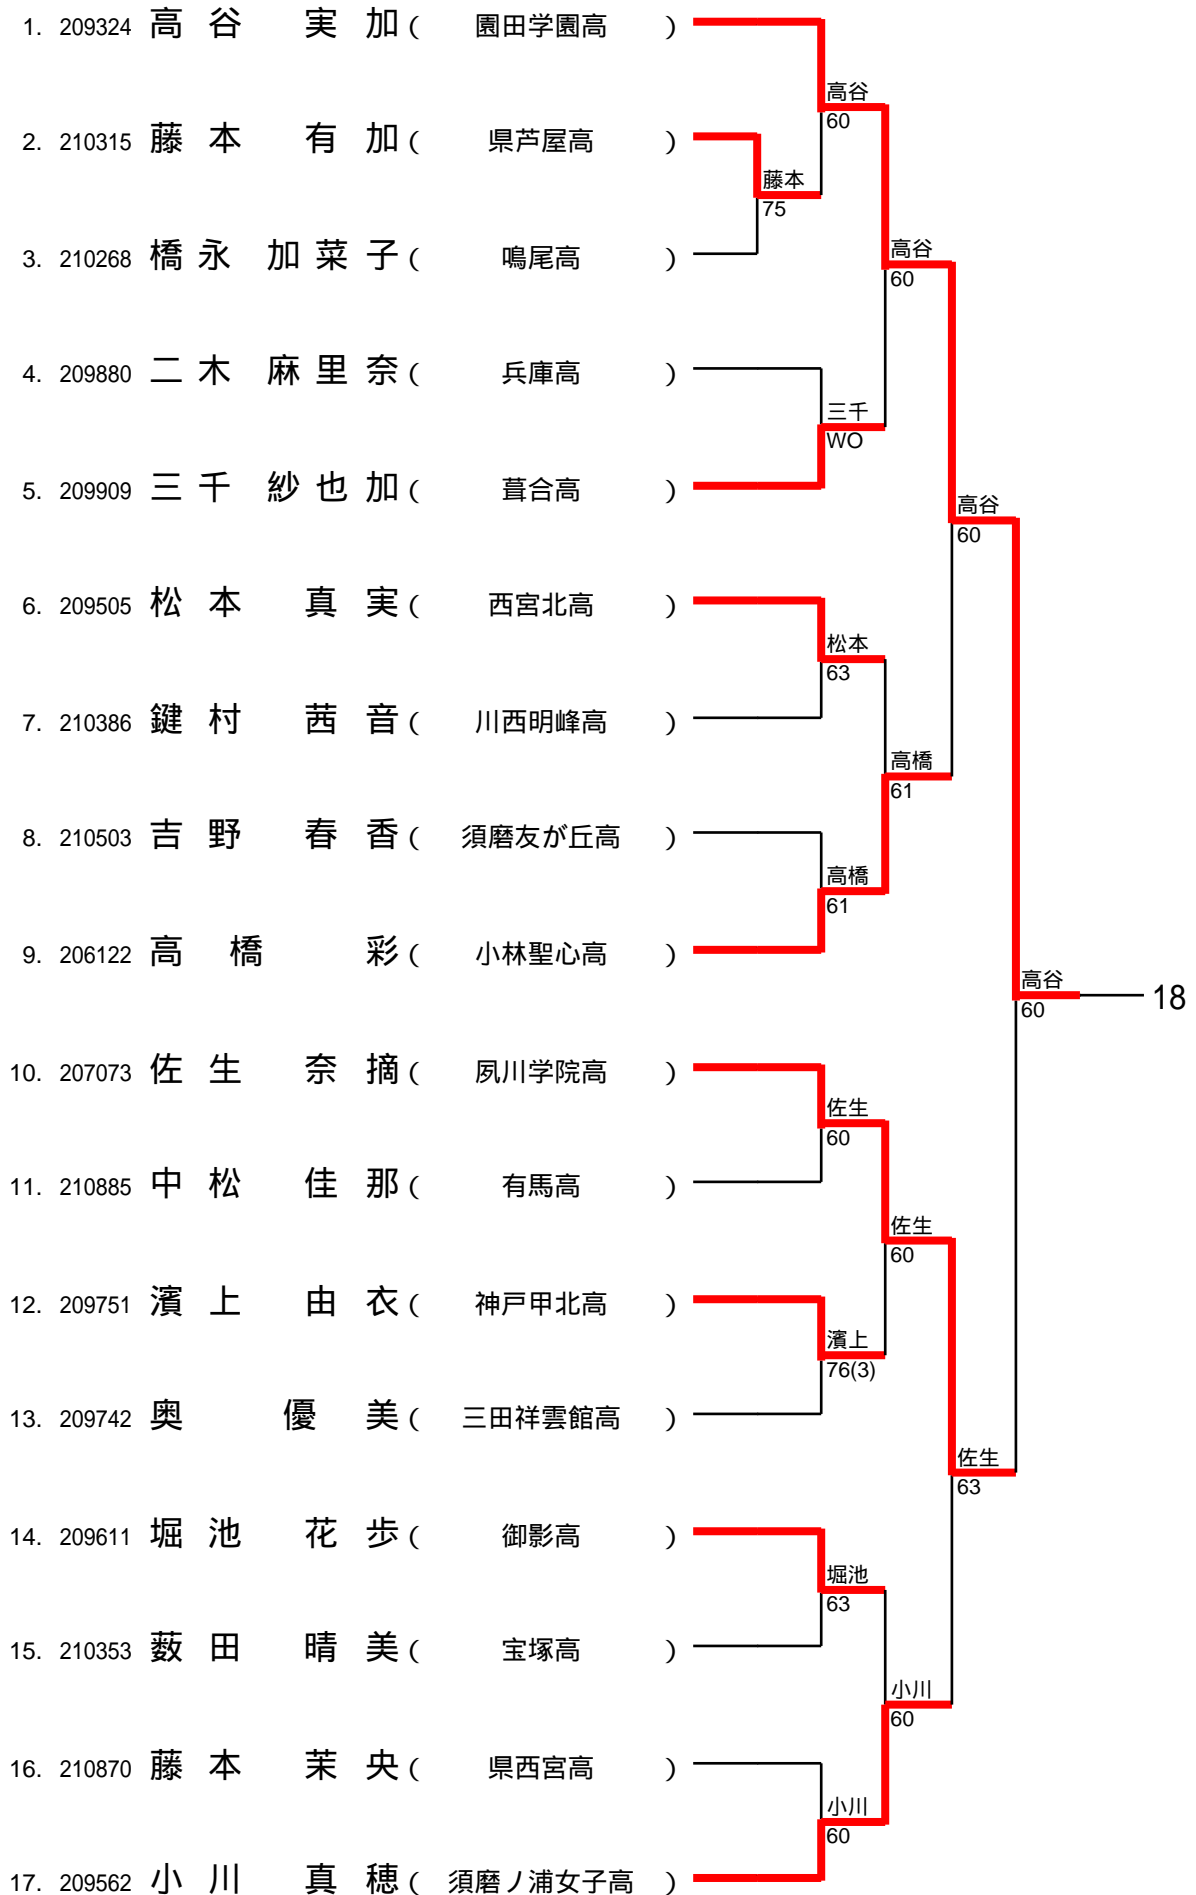 1. 209324 高谷 実加 ( 園田学園高 )
高谷
60
2. 210315 藤本 有加 ( 県芦屋高 )
藤本
75
3. 210268 橋永 加菜子 ( 鳴尾高 )
高谷
60
4. 209880 二木 麻里奈 ( 兵庫高 )
三千
WO
5. 209909 三千 紗也加 ( 葺合高 )
高谷
60
6. 209505 松本 真実 ( 西宮北高 )
松本
63
7. 210386 鍵村 茜音 ( 川西明峰高 )
高橋
61
8. 210503 吉野 春香 ( 須磨友が丘高 )
高橋
61
9. 206122 高橋 彩 ( 小林聖心高 )
高谷
60
18
10. 207073 佐生 奈摘 ( 夙川学院高 )
佐生
60
11. 210885 中松 佳那 ( 有馬高 )
佐生
60
12. 209751 濱上 由衣 ( 神戸甲北高 )
濱上
76(3)
13. 209742 奥 優美 ( 三田祥雲館高 )
佐生
63
14. 209611 堀池 花歩 ( 御影高 )
堀池
63
15. 210353 薮田 晴美 ( 宝塚高 )
小川
60
16. 210870 藤本 茉央 ( 県西宮高 )
小川
60
17. 209562 小川 真穂 ( 須磨ノ浦女子高 )